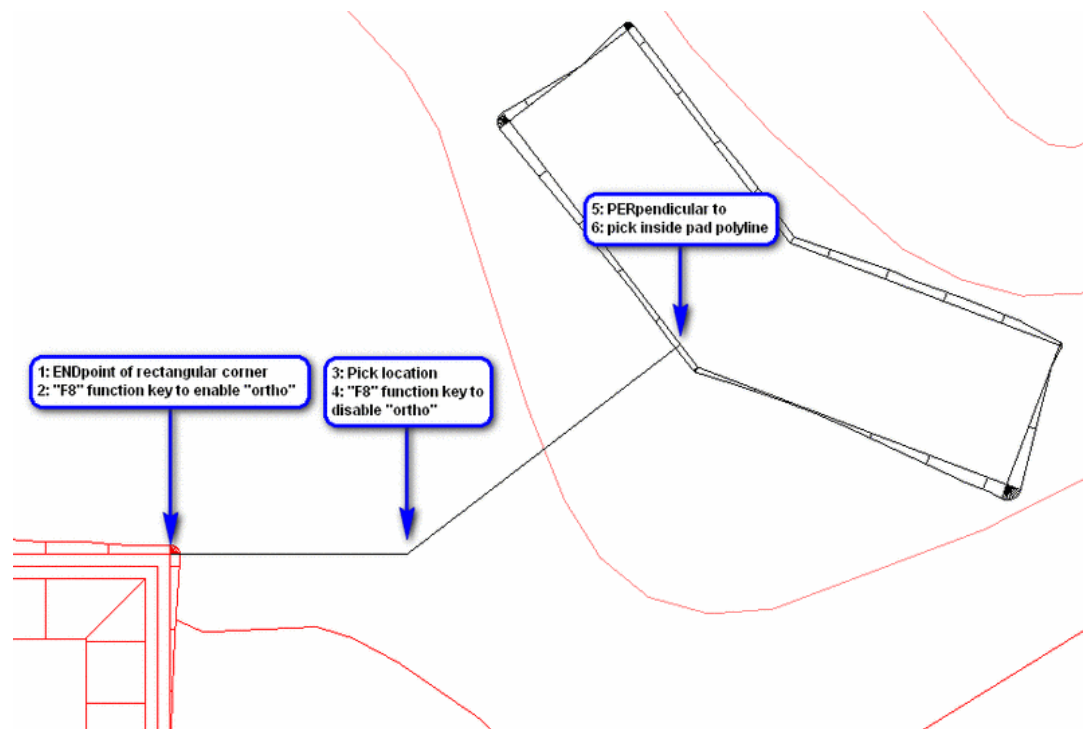 1: ENDpoint of rectangular corner
2: "F8" function key to enable "ortho"
3: Pick location
4: "F8" function key to
disable "ortho"
5: PERpendicular to
6: pick inside pad polyline